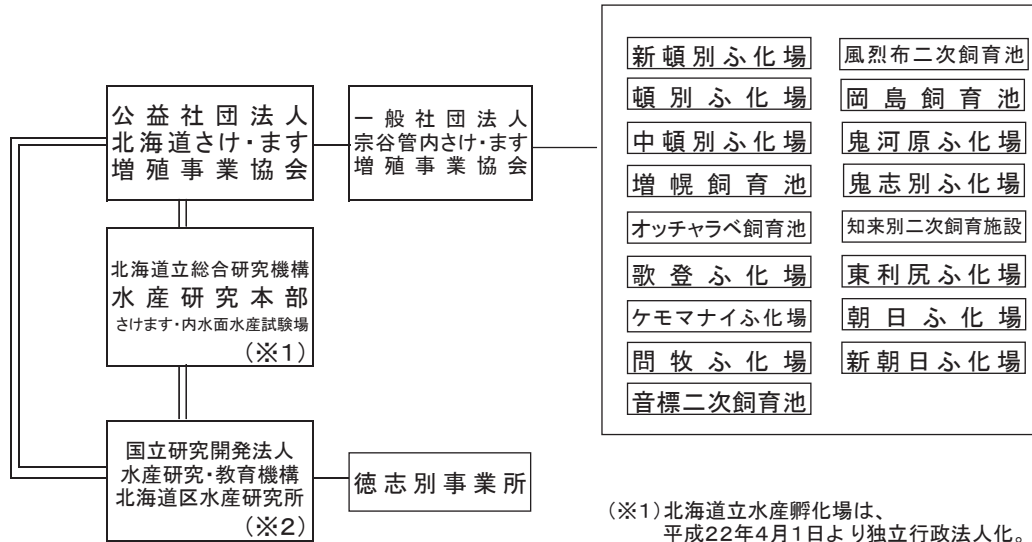 公益社団法人
北海道さけ・ます
増殖事業協会
一般社団法人
宗谷管内さけ・ます
増殖事業協会
北海道立総合研究機構
水産研究本部
さけます・内水面水産試験場
(※1)
国立研究開発法人
水産研究・教育機構
北海道区水産研究所
(※2)
徳志別事業所
新頓別ふ化場
頓別ふ化場
中頓別ふ化場
増幌飼育池
オッチャラベ飼育池
歌登ふ化場
ケモマナイふ化場
問牧ふ化場
音標二次飼育池
風烈布二次飼育池
岡島飼育池
鬼河原ふ化場
鬼志別ふ化場
知来別二次飼育施設
東利尻ふ化場
朝日ふ化場
新朝日ふ化場
(※1)北海道立水産孵化場は、
平成22年4月1日より独立行政法人化。